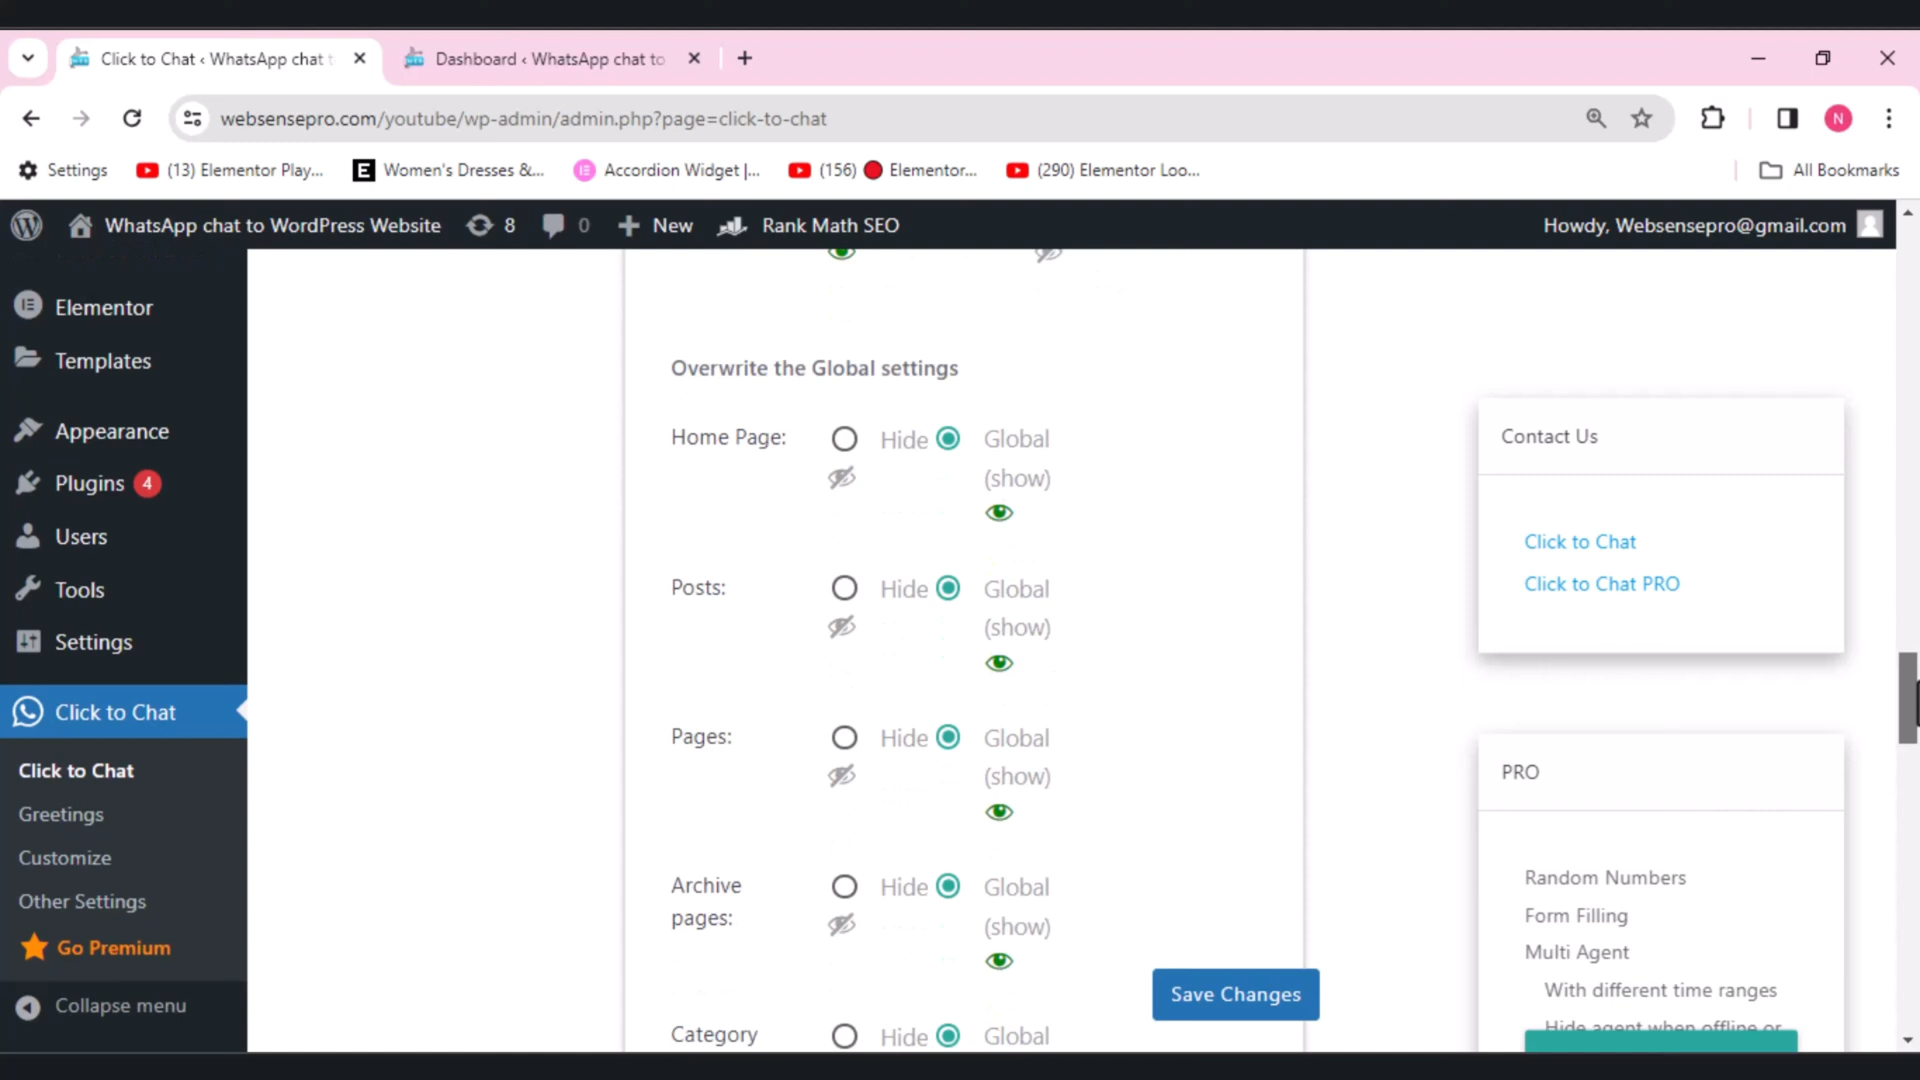 Click to Chat ‹ WhatsApp chat t
Dashboard ‹ WhatsApp chat to
websensepro.com/youtube/wp-admin/admin.php?page=click-to-chat
N
Settings
(13) Elementor Play...
Women's Dresses &...
Accordion Widget |...
(156) Elementor...
(290) Elementor Loo...
All Bookmarks
WhatsApp chat to WordPress Website
8
0
New
Rank Math SEO
Howdy, Websensepro@gmail.com
Elementor
Templates
Appearance
Plugins 4
Users
Tools
Settings
Click to Chat
Click to Chat
Greetings
Customize
Other Settings
Go Premium
Collapse menu
Overwrite the Global settings
Home Page:
Hide
Global
(show)
Posts:
Hide
Global
(show)
Pages:
Hide
Global
(show)
Archive
pages:
Hide
Global
(show)
Category
Hide
Global
Save Changes
Contact Us
Click to Chat
Click to Chat PRO
PRO
Random Numbers
Form Filling
Multi Agent
With different time ranges
Hide agent when offline or